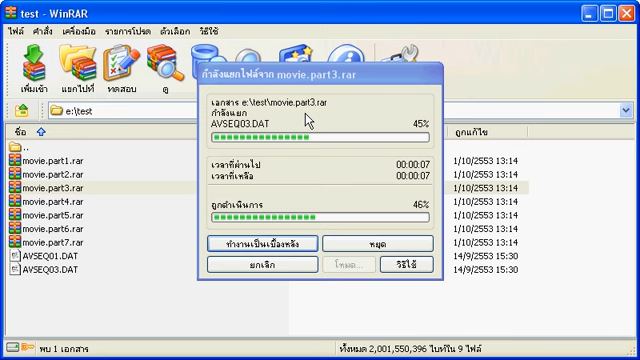 test - WinRAR
ไฟล์ คำสั่ง เครื่องมือ รายการโปรด ตัวเลือก วิธีใช้
เพิ่มเข้า แยกไปที่ ทดสอบ ดู
e:\test
ชื่อ ถูกแก้ไข
..
movie.part1.rar 1/10/2553 13:14
movie.part2.rar 1/10/2553 13:14
movie.part3.rar 1/10/2553 13:14
movie.part4.rar 1/10/2553 13:14
movie.part5.rar 1/10/2553 13:14
movie.part6.rar 1/10/2553 13:14
movie.part7.rar 1/10/2553 13:14
AVSEQ01.DAT 14/9/2553 15:30
AVSEQ03.DAT 14/9/2553 15:30
กำลังแยกไฟล์จาก movie.part3.rar
เอกสาร e:\test\movie.part3.rar
กำลังแยก
AVSEQ03.DAT 45%
เวลาที่ผ่านไป 00:00:07
เวลาที่เหลือ 00:00:07
ถูกดำเนินการ 46%
ทำงานเป็นเบื้องหลัง หยุด
ยกเลิก โหมด... วิธีใช้
พบ 1 เอกสาร ทั้งหมด 2,001,550,396 ไบท์ใน 9 ไฟล์